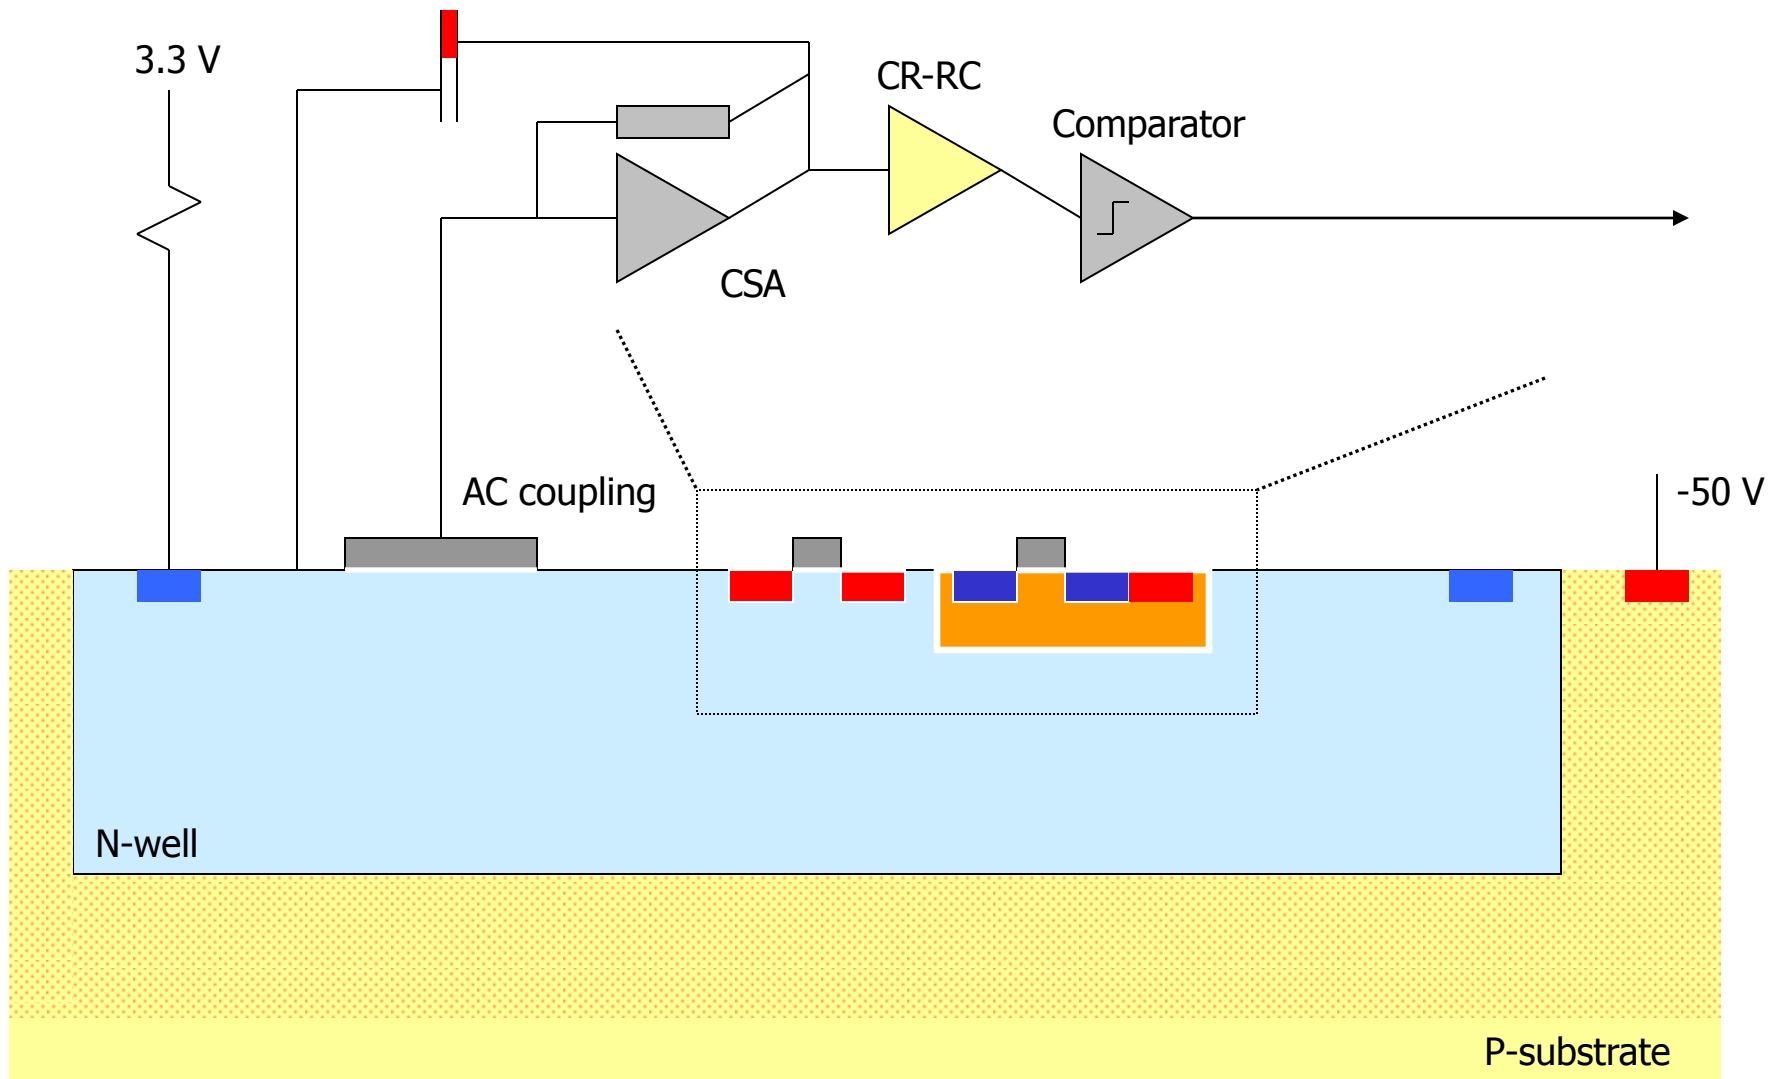 3.3 V
CR-RC
Comparator
CSA
AC coupling
-50 V
N-well
P-substrate